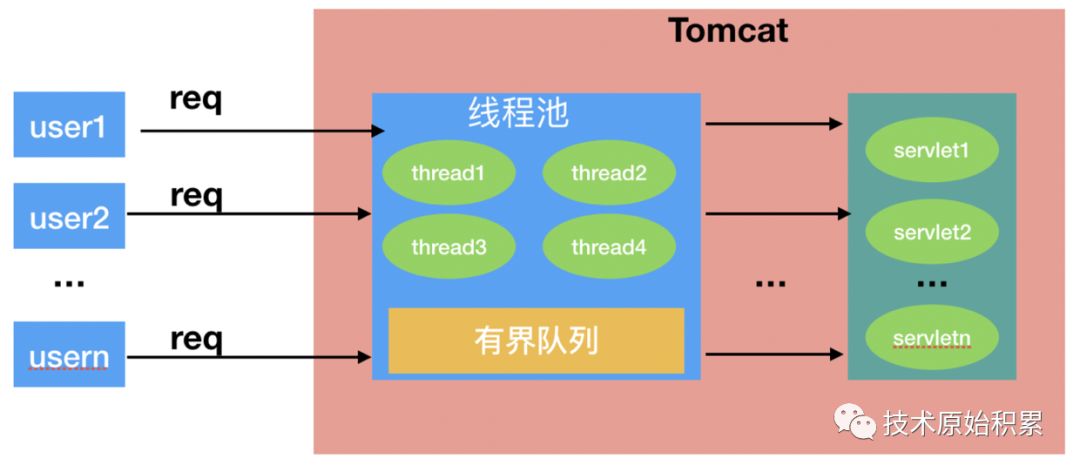 Tomcat
req
线程池
user1
thread1
thread2
servlet1
req
user2
thread3
thread4
servlet2
...
...
...
req
usern
有界队列
servletn
技术原始积累